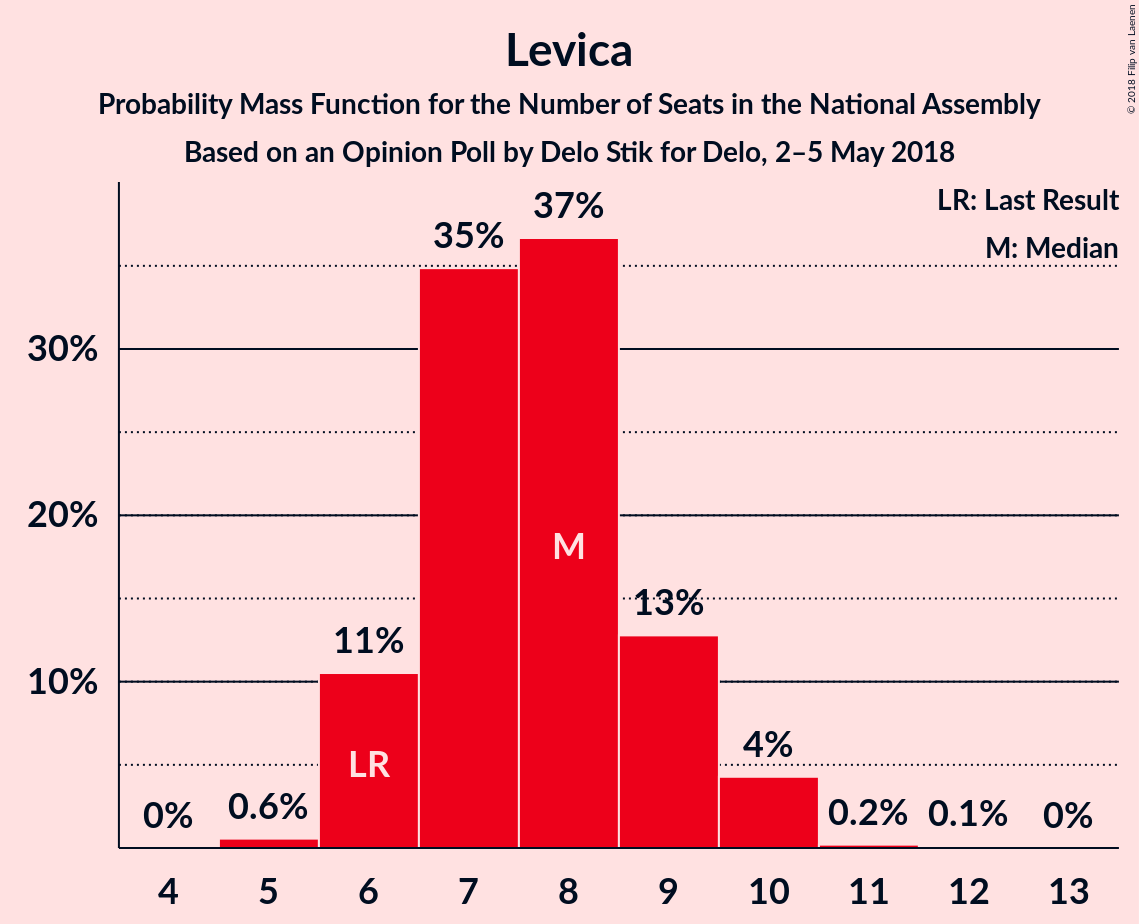 Levica
Probability Mass Function for the Number of Seats in the National Assembly
Based on an Opinion Poll by Delo Stik for Delo, 2–5 May 2018
© 2018 Filip van Laenen
LR: Last Result
M: Median
30%
20%
10%
0%
0.6%
11%
35%
37%
13%
4%
0.2%
0.1%
0%
LR
M
4 5 6 7 8 9 10 11 12 13